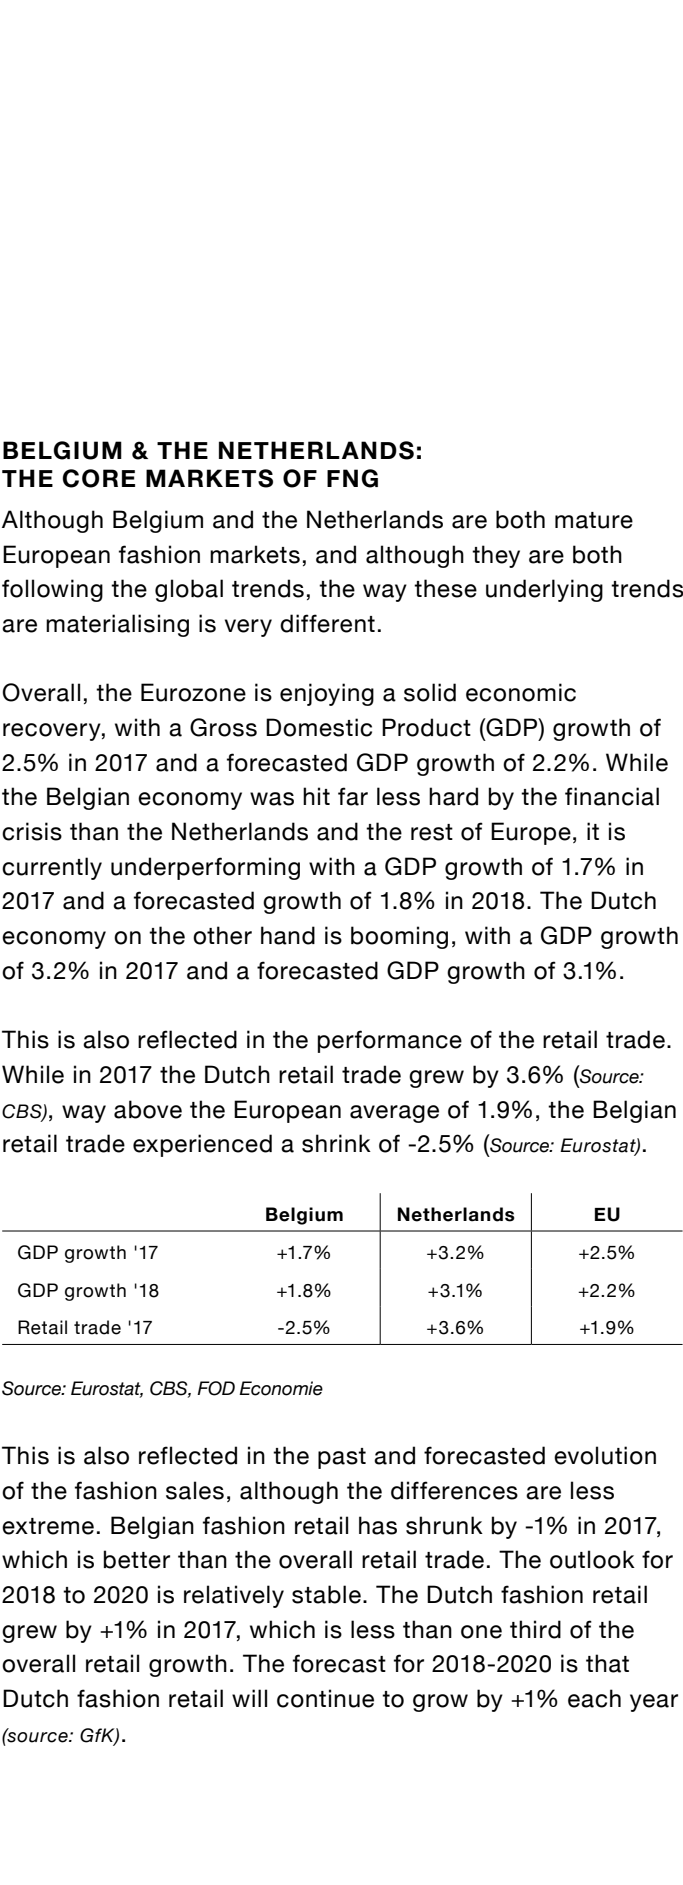 BELGIUM & THE NETHERLANDS:
THE CORE MARKETS OF FNG
Although Belgium and the Netherlands are both mature
European fashion markets, and although they are both
following the global trends, the way these underlying trends
are materialising is very different.
Overall, the Eurozone is enjoying a solid economic
recovery, with a Gross Domestic Product (GDP) growth of
2.5% in 2017 and a forecasted GDP growth of 2.2%. While
the Belgian economy was hit far less hard by the financial
crisis than the Netherlands and the rest of Europe, it is
currently underperforming with a GDP growth of 1.7% in
2017 and a forecasted growth of 1.8% in 2018. The Dutch
economy on the other hand is booming, with a GDP growth
of 3.2% in 2017 and a forecasted GDP growth of 3.1%.
This is also reflected in the performance of the retail trade.
While in 2017 the Dutch retail trade grew by 3.6% (Source:
CBS), way above the European average of 1.9%, the Belgian
retail trade experienced a shrink of -2.5% (Source: Eurostat).
Belgium Netherlands EU
GDP growth '17 +1.7% +3.2% +2.5%
GDP growth '18 +1.8% +3.1% +2.2%
Retail trade '17 -2.5% +3.6% +1.9%
Source: Eurostat, CBS, FOD Economie
This is also reflected in the past and forecasted evolution
of the fashion sales, although the differences are less
extreme. Belgian fashion retail has shrunk by -1% in 2017,
which is better than the overall retail trade. The outlook for
2018 to 2020 is relatively stable. The Dutch fashion retail
grew by +1% in 2017, which is less than one third of the
overall retail growth. The forecast for 2018-2020 is that
Dutch fashion retail will continue to grow by +1% each year
(source: GfK).